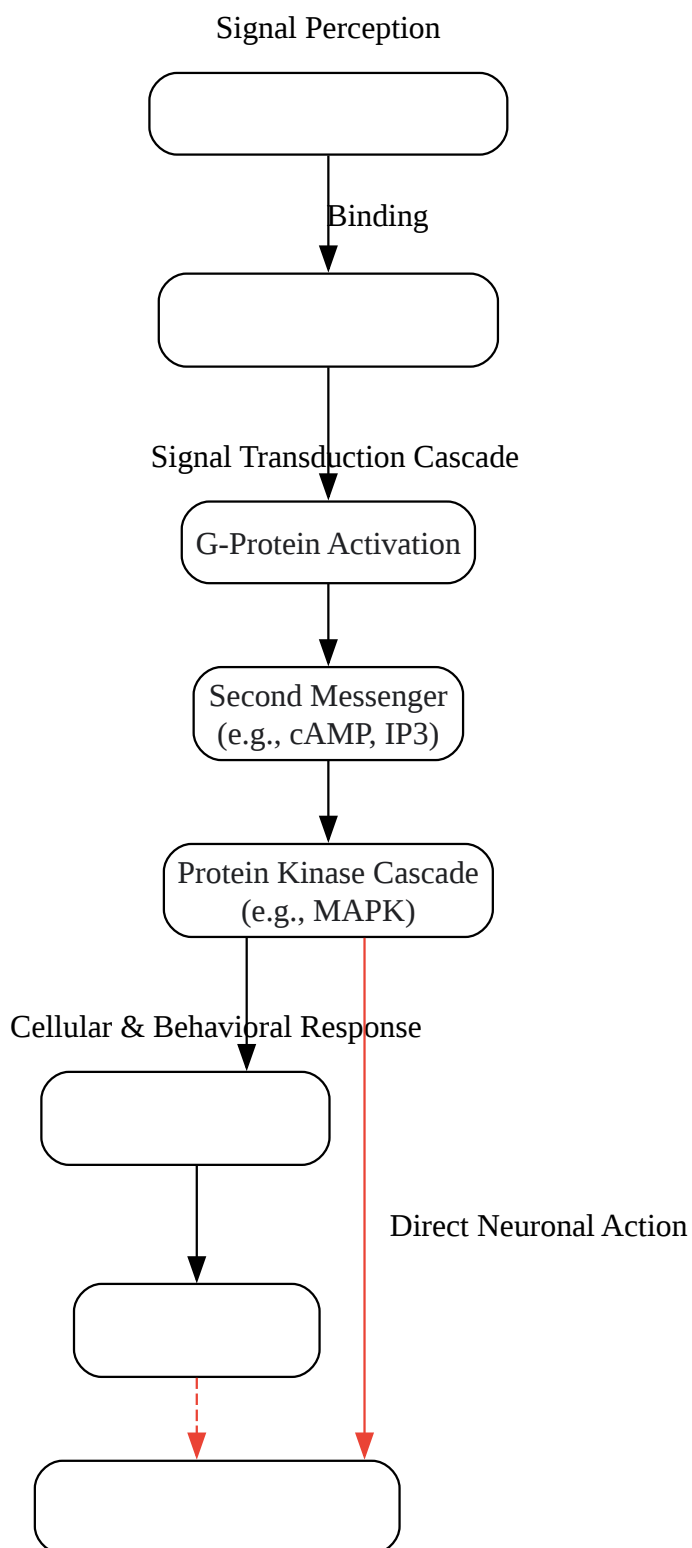 Signal Perception
Binding
Signal Transduction Cascade
G-Protein Activation
Second Messenger
(e.g., cAMP, IP3)
Protein Kinase Cascade
(e.g., MAPK)
Cellular & Behavioral Response
Direct Neuronal Action